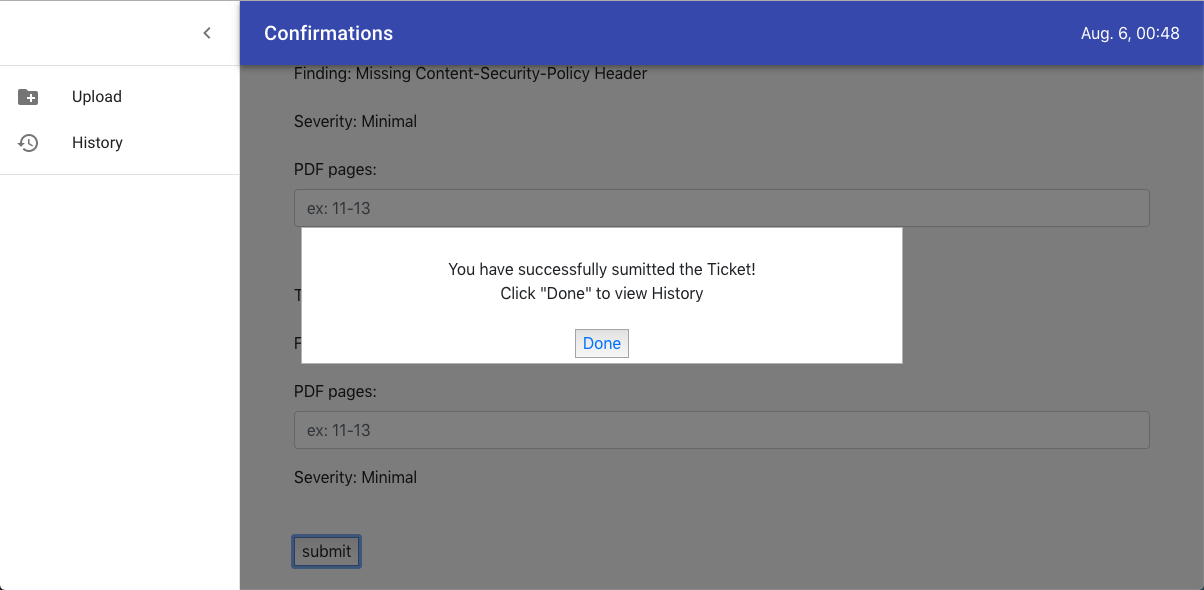 Confirmations
Aug. 6, 00:48
Upload
History
Finding: Missing Content-Security-Policy Header
Severity: Minimal
PDF pages:
ex: 11-13
You have successfully sumitted the Ticket!
Click "Done" to view History
Done
PDF pages:
ex: 11-13
Severity: Minimal
submit